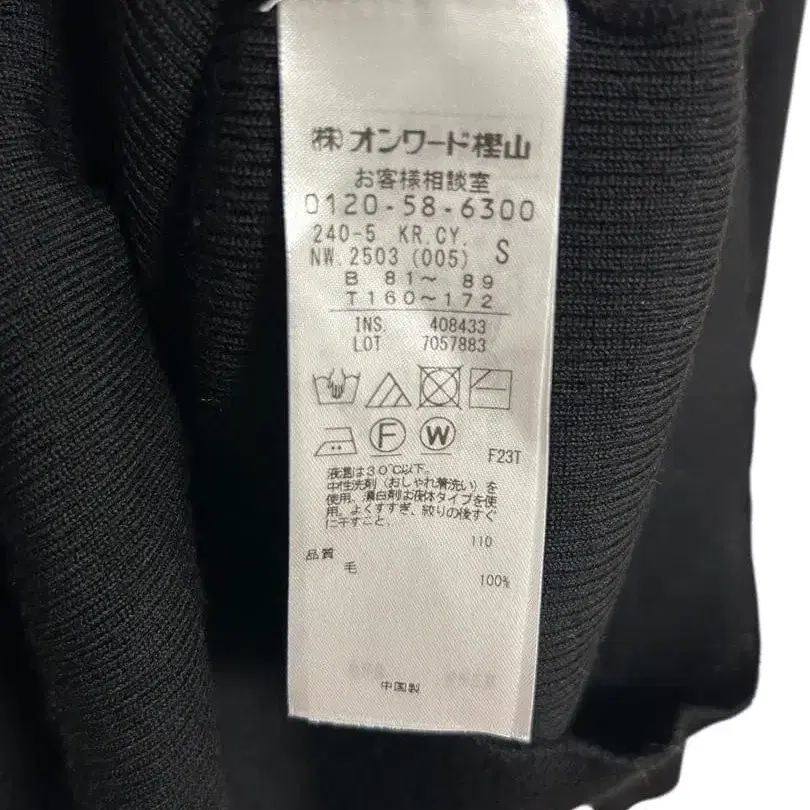 (株)オンワード樫山
お客様相談室
0120-58-6300
240-5 KR.CY.
NW.2503 (005) S
B 81～ 89
T160～172
INS. 408433
LOT 7057883
F
W
F23T
液温は30℃以下。
中性洗剤（おしゃれ着洗い）を
使用。漂白剤は液体タイプを使
用。よくすすぎ、絞りの後すぐ
に干すこと。
110
品質
毛 100%
中国製